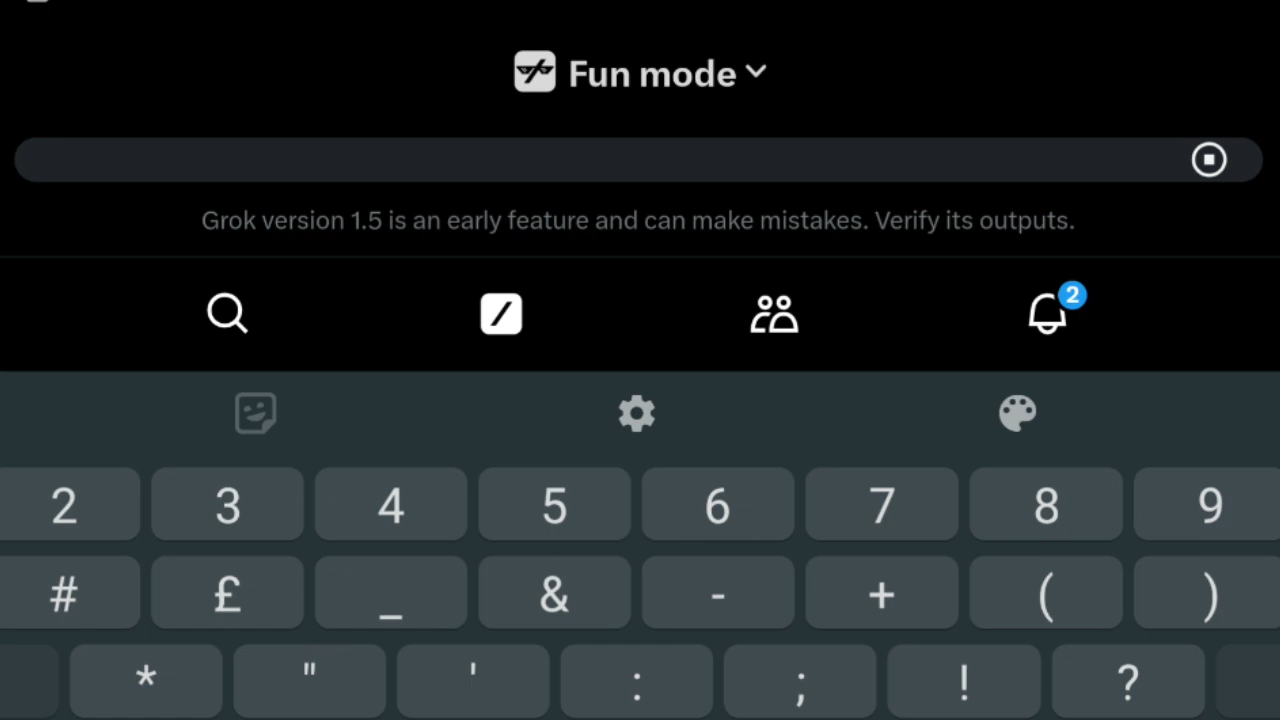 Fun mode
Grok version 1.5 is an early feature and can make mistakes. Verify its outputs.
2
2 3 4 5 6 7 8 9
# £ _ & - + ( )
* " ' : ; ! ?